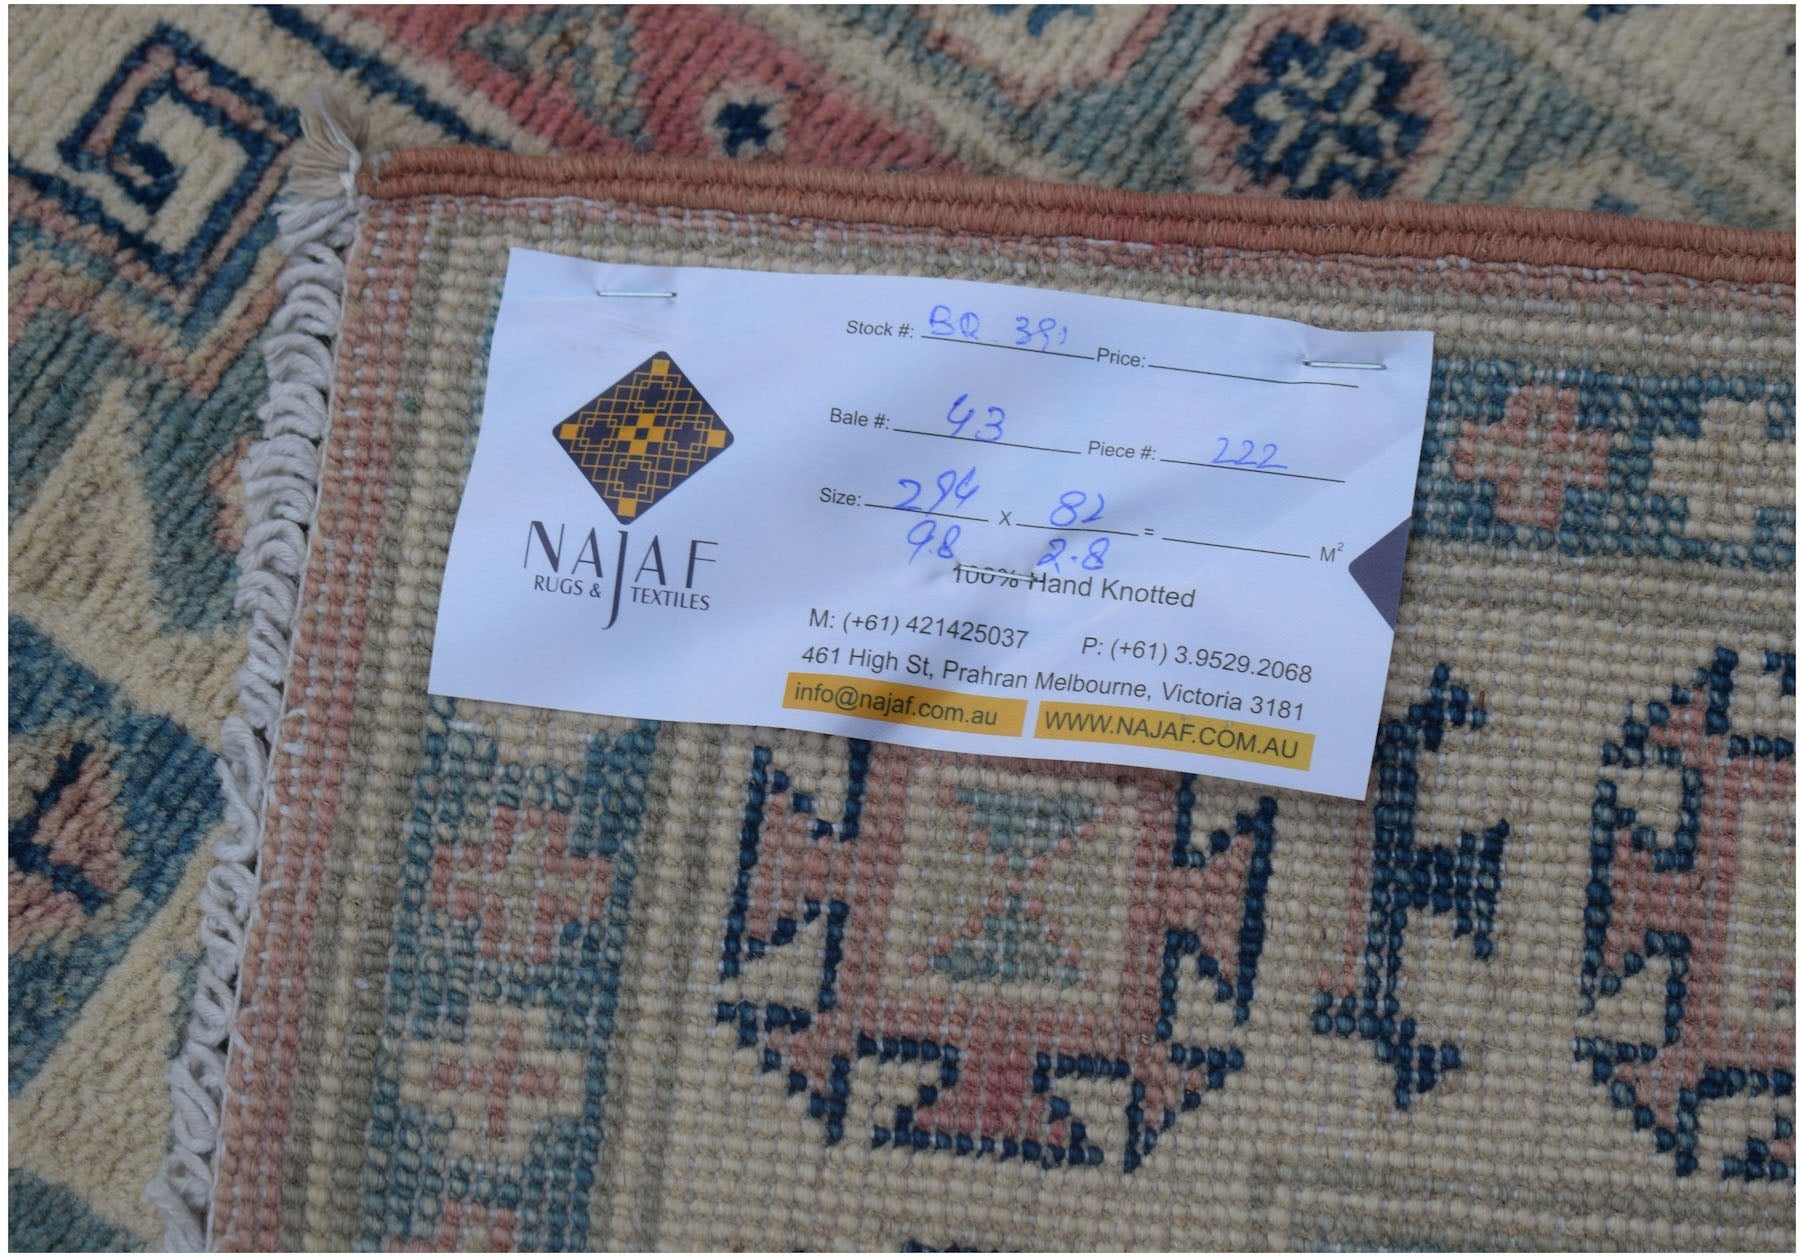 Stock #: BQ. 391 Price:
Bale #: 43 Piece #: 222
Size: 294 X 82 = M²
9.8 2.8
100% Hand Knotted
NAJAF
RUGS & TEXTILES
M: (+61) 421425037 P: (+61) 3.9529.2068
461 High St, Prahran Melbourne, Victoria 3181
info@najaf.com.au WWW.NAJAF.COM.AU